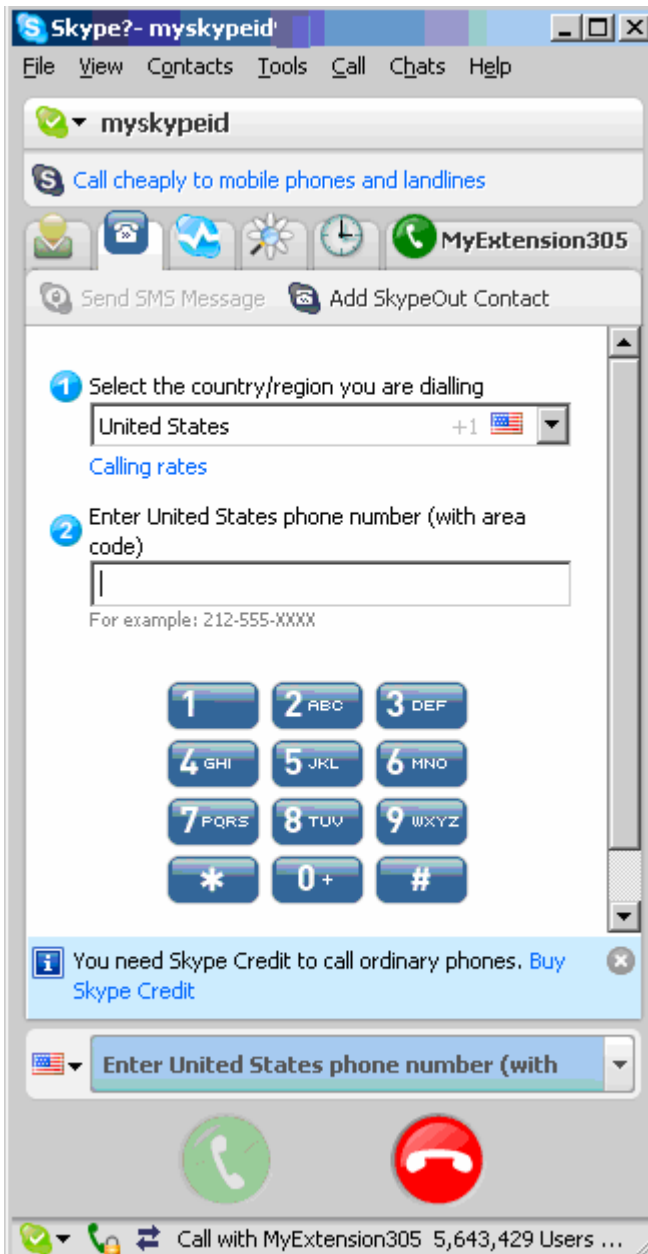 Skype?- myskypeid
File View Contacts Tools Call Chats Help
myskypeid
Call cheaply to mobile phones and landlines
MyExtension305
Send SMS Message Add SkypeOut Contact
1 Select the country/region you are dialling
United States +1
Calling rates
2 Enter United States phone number (with area
code)
For example: 212-555-XXXX
1 2 ABC 3 DEF
4 GHI 5 JKL 6 MNO
7 PQRS 8 TUV 9 WXYZ
* 0 + #
You need Skype Credit to call ordinary phones. Buy
Skype Credit
Enter United States phone number (with
Call with MyExtension305 5,643,429 Users ...